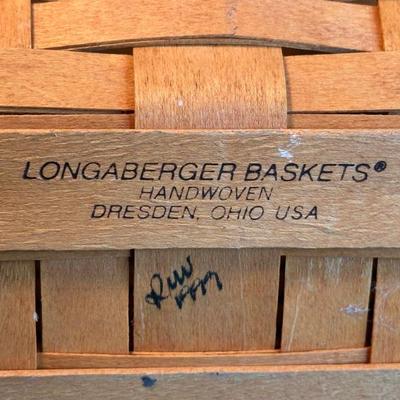 LONGABERGER BASKETS®
HANDWOVEN
DRESDEN, OHIO USA